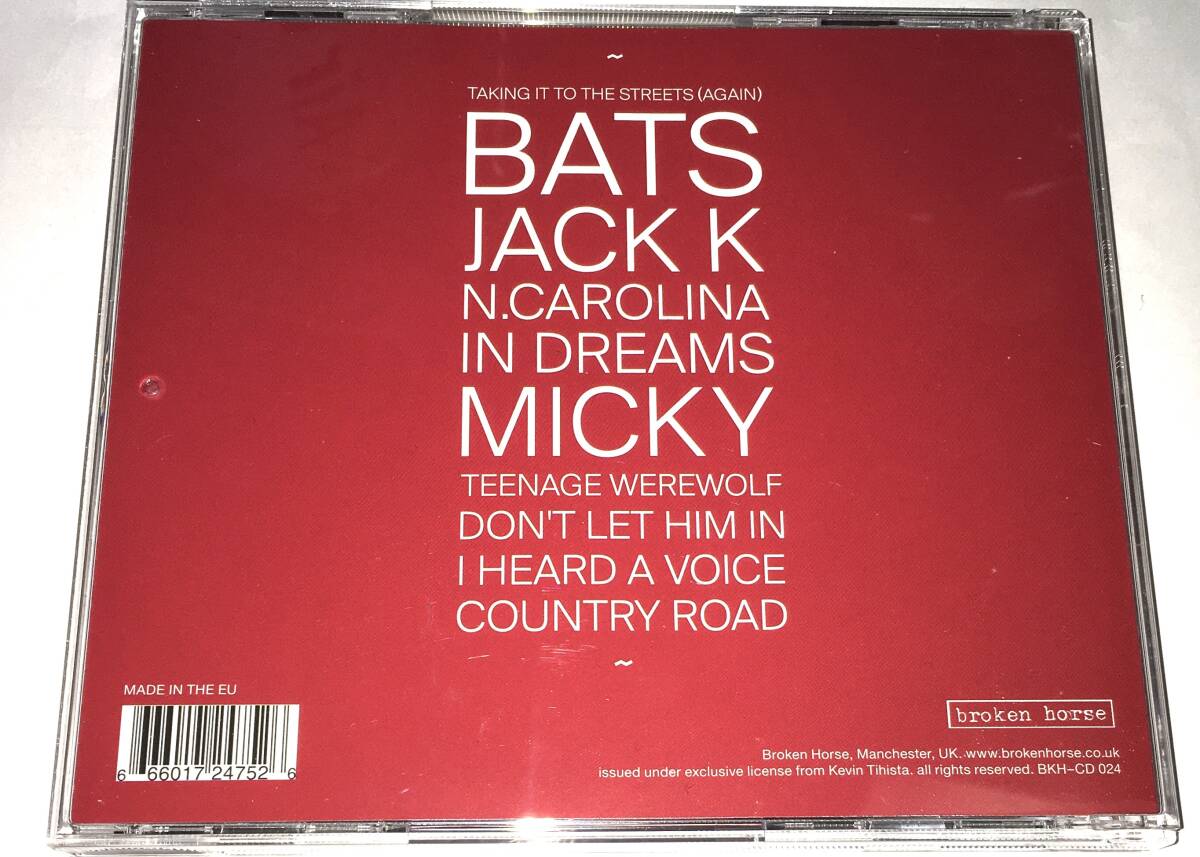 ~
TAKING IT TO THE STREETS (AGAIN)
BATS
JACK K
N.CAROLINA
IN DREAMS
MICKY
TEENAGE WEREWOLF
DON'T LET HIM IN
I HEARD A VOICE
COUNTRY ROAD
~
MADE IN THE EU
6 66017 24752 6
broken horse
Broken Horse, Manchester, UK. www.brokenhorse.co.uk
issued under exclusive license from Kevin Tihista. all rights reserved. BKH-CD 024